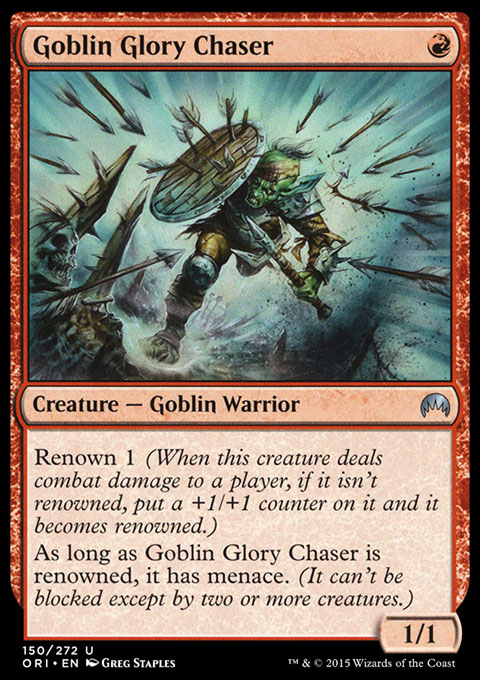 Goblin Glory Chaser
Creature — Goblin Warrior
Renown 1 (When this creature deals
combat damage to a player, if it isn't
renowned, put a +1/+1 counter on it and it
becomes renowned.)
As long as Goblin Glory Chaser is
renowned, it has menace. (It can't be
blocked except by two or more creatures.)
1/1
150/272 U
ORI • EN Greg Staples
™ & © 2015 Wizards of the Coast